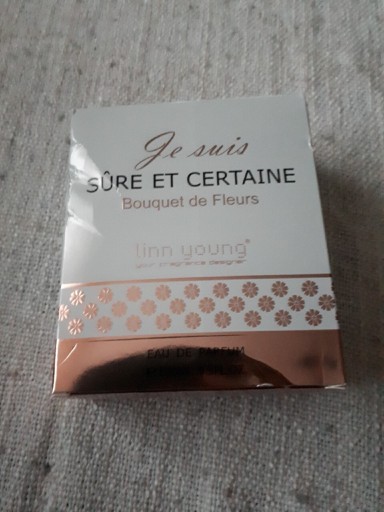 Je suis
SÛRE ET CERTAINE
Bouquet de Fleurs
linn young®
your fragrance designer
EAU DE PARFUM